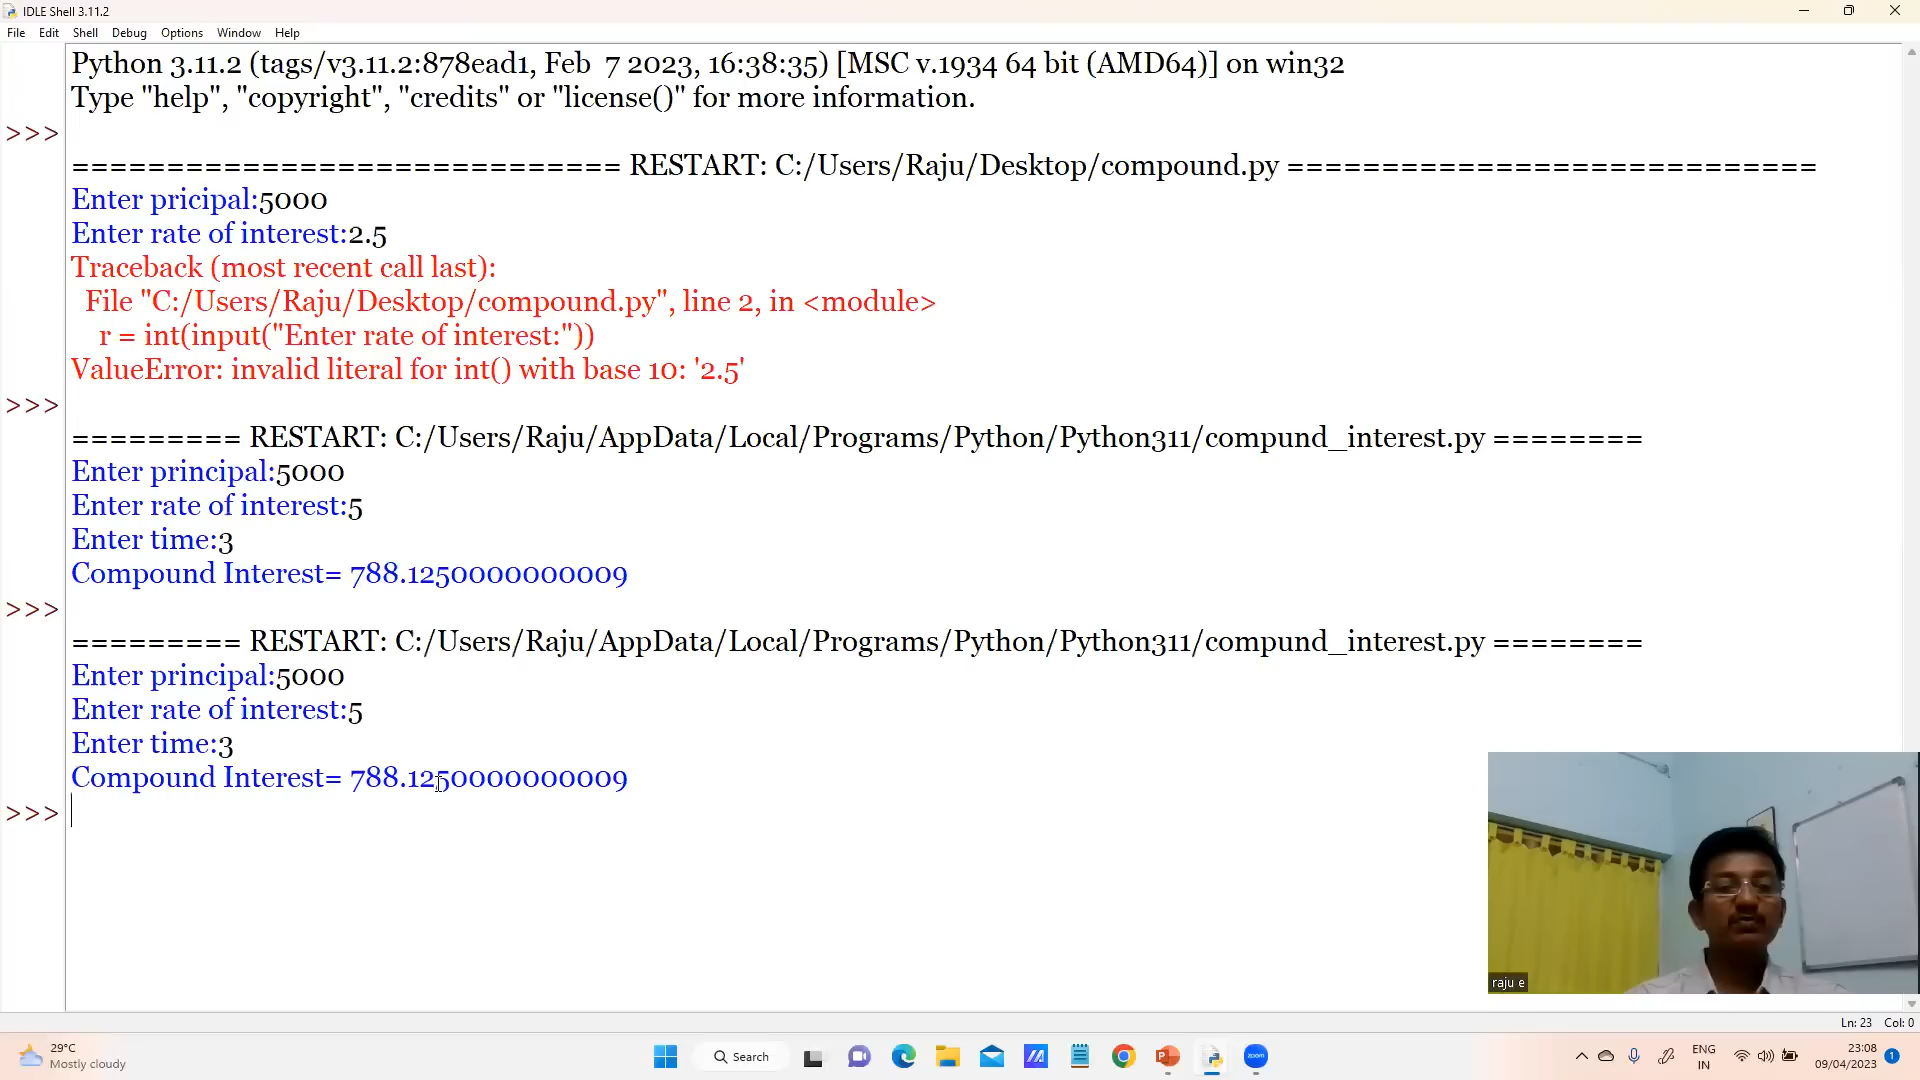 IDLE Shell 3.11.2
File Edit Shell Debug Options Window Help
Python 3.11.2 (tags/v3.11.2:878ead1, Feb  7 2023, 16:38:35) [MSC v.1934 64 bit (AMD64)] on win32
Type "help", "copyright", "credits" or "license()" for more information.
>>>
============================= RESTART: C:/Users/Raju/Desktop/compound.py ============================
Enter pricipal:5000
Enter rate of interest:2.5
Traceback (most recent call last):
  File "C:/Users/Raju/Desktop/compound.py", line 2, in <module>
    r = int(input("Enter rate of interest:"))
ValueError: invalid literal for int() with base 10: '2.5'
>>>
========= RESTART: C:/Users/Raju/AppData/Local/Programs/Python/Python311/compund_interest.py ========
Enter principal:5000
Enter rate of interest:5
Enter time:3
Compound Interest= 788.1250000000009
>>>
========= RESTART: C:/Users/Raju/AppData/Local/Programs/Python/Python311/compund_interest.py ========
Enter principal:5000
Enter rate of interest:5
Enter time:3
Compound Interest= 788.1250000000009
>>>
raju e
Ln: 23 Col: 0
29°C
Mostly cloudy
Search
zoom
ENG
IN
23:08
09/04/2023
1